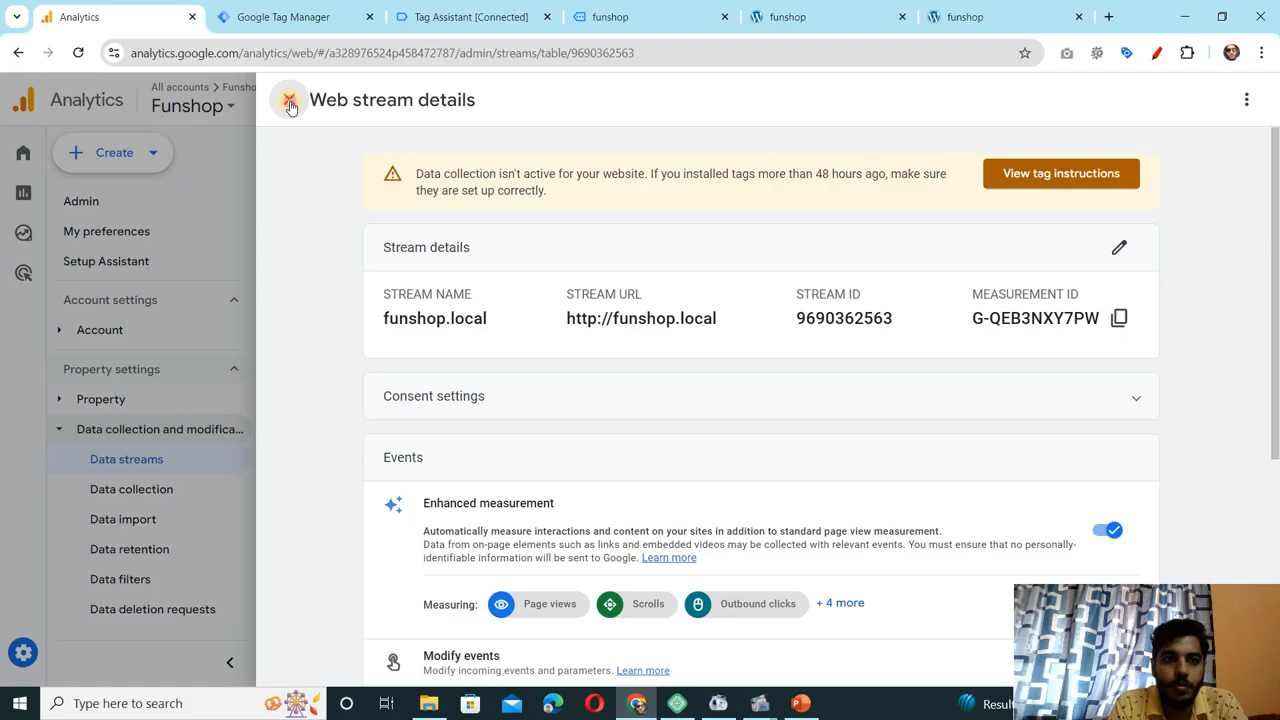 Analytics
Google Tag Manager
Tag Assistant [Connected]
funshop
funshop
funshop
analytics.google.com/analytics/web/#/a328976524p458472787/admin/streams/table/9690362563
Analytics
All accounts > Funsho
Funshop
Web stream details
Create
Admin
My preferences
Setup Assistant
Account settings
Account
Property settings
Property
Data collection and modifica...
Data streams
Data collection
Data import
Data retention
Data filters
Data deletion requests
Data collection isn't active for your website. If you installed tags more than 48 hours ago, make sure
they are set up correctly.
View tag instructions
Stream details
STREAM NAME
funshop.local
STREAM URL
http://funshop.local
STREAM ID
9690362563
MEASUREMENT ID
G-QEB3NXY7PW
Consent settings
Events
Enhanced measurement
Automatically measure interactions and content on your sites in addition to standard page view measurement.
Data from on-page elements such as links and embedded videos may be collected with relevant events. You must ensure that no personally-
identifiable information will be sent to Google. Learn more
Measuring: Page views Scrolls Outbound clicks + 4 more
Modify events
Modify incoming events and parameters. Learn more
Type here to search
Resul